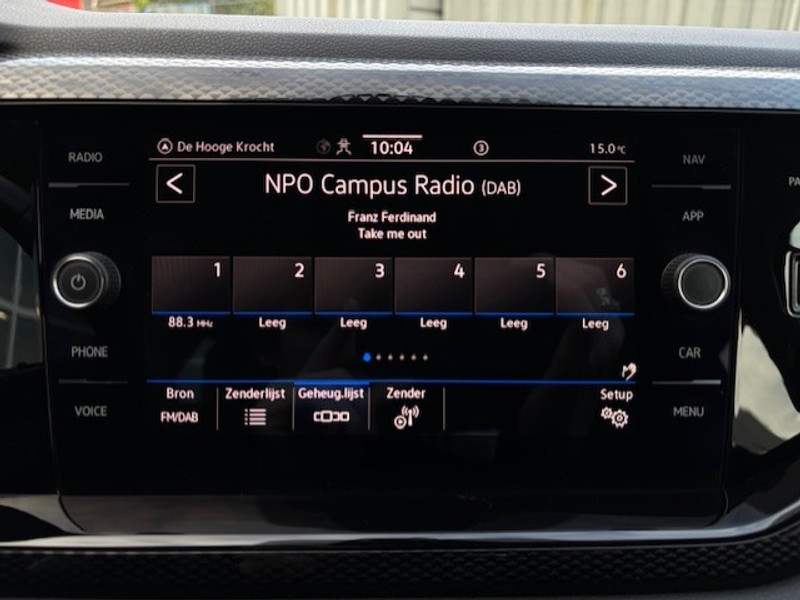 De Hooge Krocht 10:04 3 15.0°C
RADIO
NAV
PA
< NPO Campus Radio (DAB) >
MEDIA
APP
Franz Ferdinand
Take me out
1 2 3 4 5 6
88.3 MHz Leeg Leeg Leeg Leeg Leeg
PHONE
CAR
Bron Zenderlijst Geheug.lijst Zender Setup
FM/DAB
VOICE
MENU